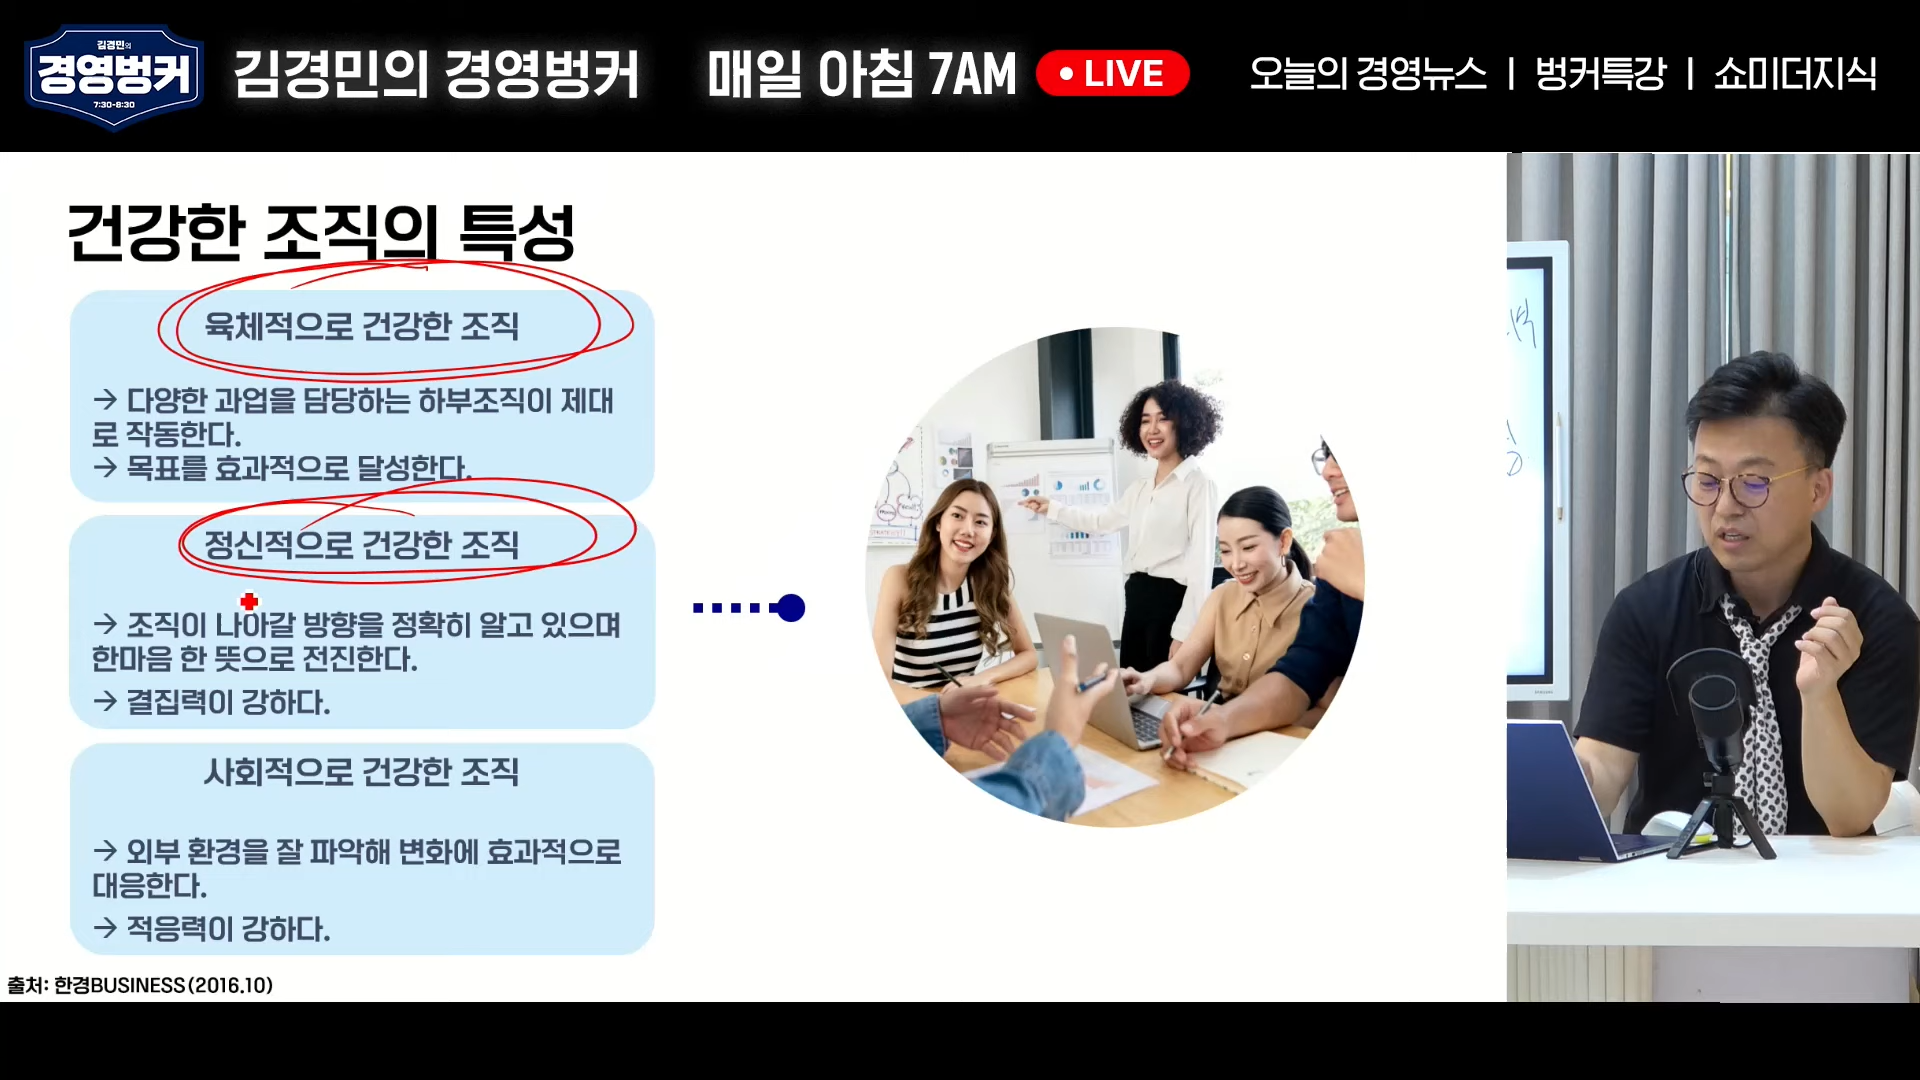 김경민의
경영벙커
7:30-8:30
김경민의 경영벙커 매일 아침 7AM • LIVE 오늘의 경영뉴스 | 벙커특강 | 쇼미더지식
건강한 조직의 특성
육체적으로 건강한 조직
→ 다양한 과업을 담당하는 하부조직이 제대
로 작동한다.
→ 목표를 효과적으로 달성한다.
정신적으로 건강한 조직
→ 조직이 나아갈 방향을 정확히 알고 있으며
한마음 한 뜻으로 전진한다.
→ 결집력이 강하다.
사회적으로 건강한 조직
→ 외부 환경을 잘 파악해 변화에 효과적으로
대응한다.
→ 적응력이 강하다.
출처: 한경BUSINESS(2016.10)